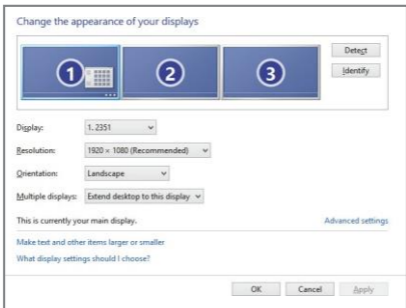 Change the appearance of your displays
1
2
3
Detect
Identify
Display: 1. 2351
Resolution: 1920 × 1080 (Recommended)
Orientation: Landscape
Multiple displays: Extend desktop to this display
This is currently your main display.
Advanced settings
Make text and other items larger or smaller
What display settings should I choose?
OK Cancel Apply